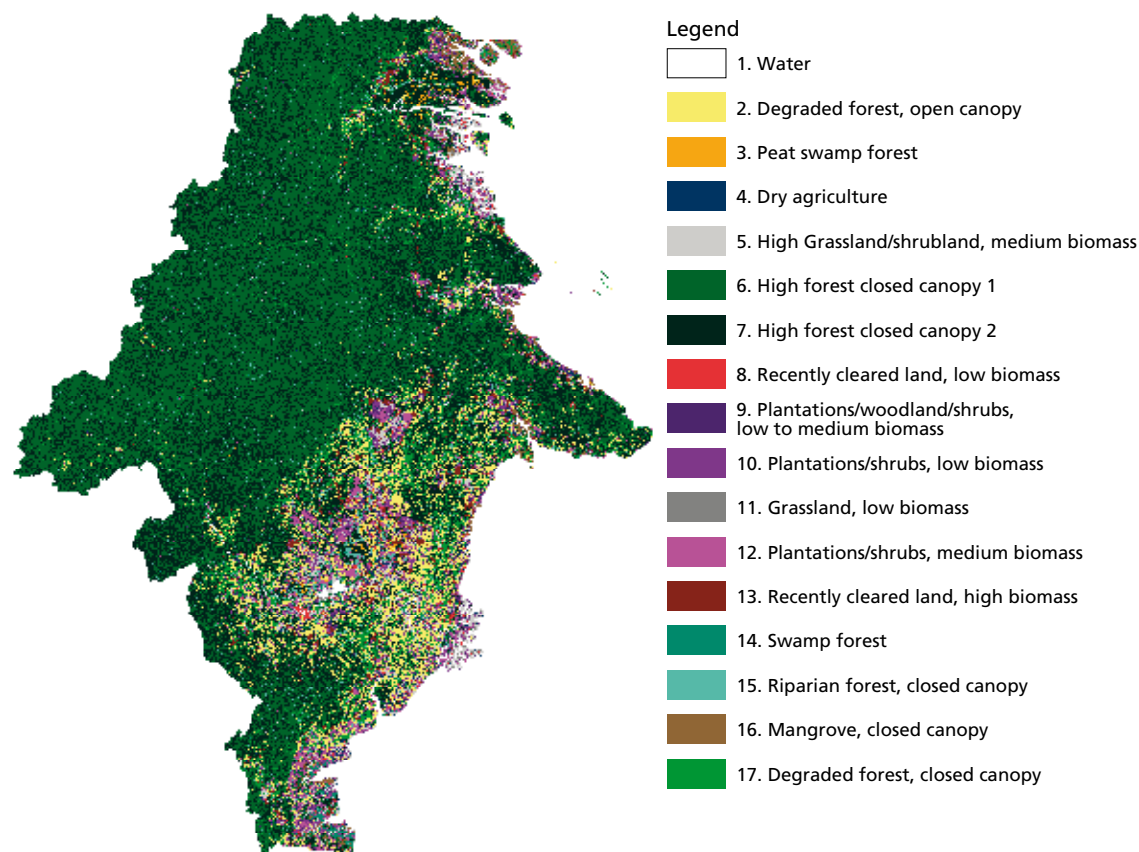 Legend
1. Water
2. Degraded forest, open canopy
3. Peat swamp forest
4. Dry agriculture
5. High Grassland/shrubland, medium biomass
6. High forest closed canopy 1
7. High forest closed canopy 2
8. Recently cleared land, low biomass
9. Plantations/woodland/shrubs,
low to medium biomass
10. Plantations/shrubs, low biomass
11. Grassland, low biomass
12. Plantations/shrubs, medium biomass
13. Recently cleared land, high biomass
14. Swamp forest
15. Riparian forest, closed canopy
16. Mangrove, closed canopy
17. Degraded forest, closed canopy